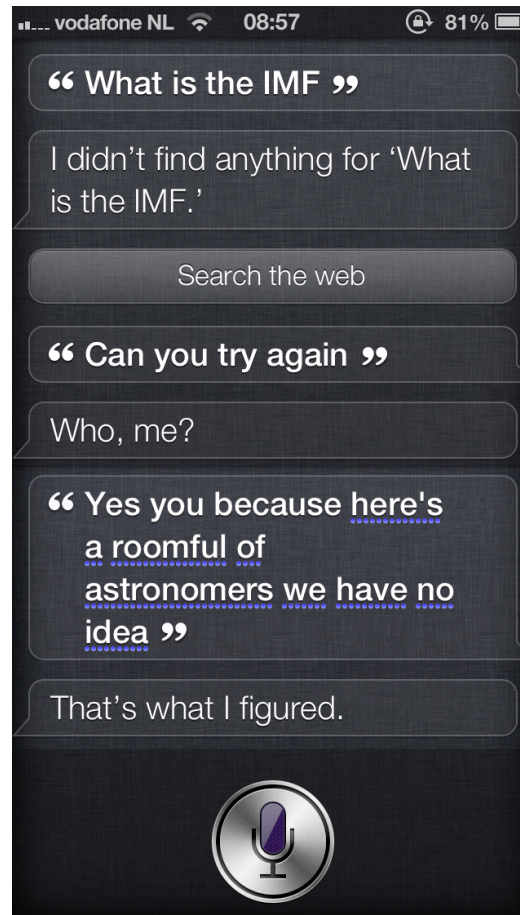 vodafone NL 08:57 81%
“ What is the IMF ”
I didn’t find anything for ‘What
is the IMF.’
Search the web
“ Can you try again ”
Who, me?
“ Yes you because here's
a roomful of
astronomers we have no
idea ”
That’s what I figured.